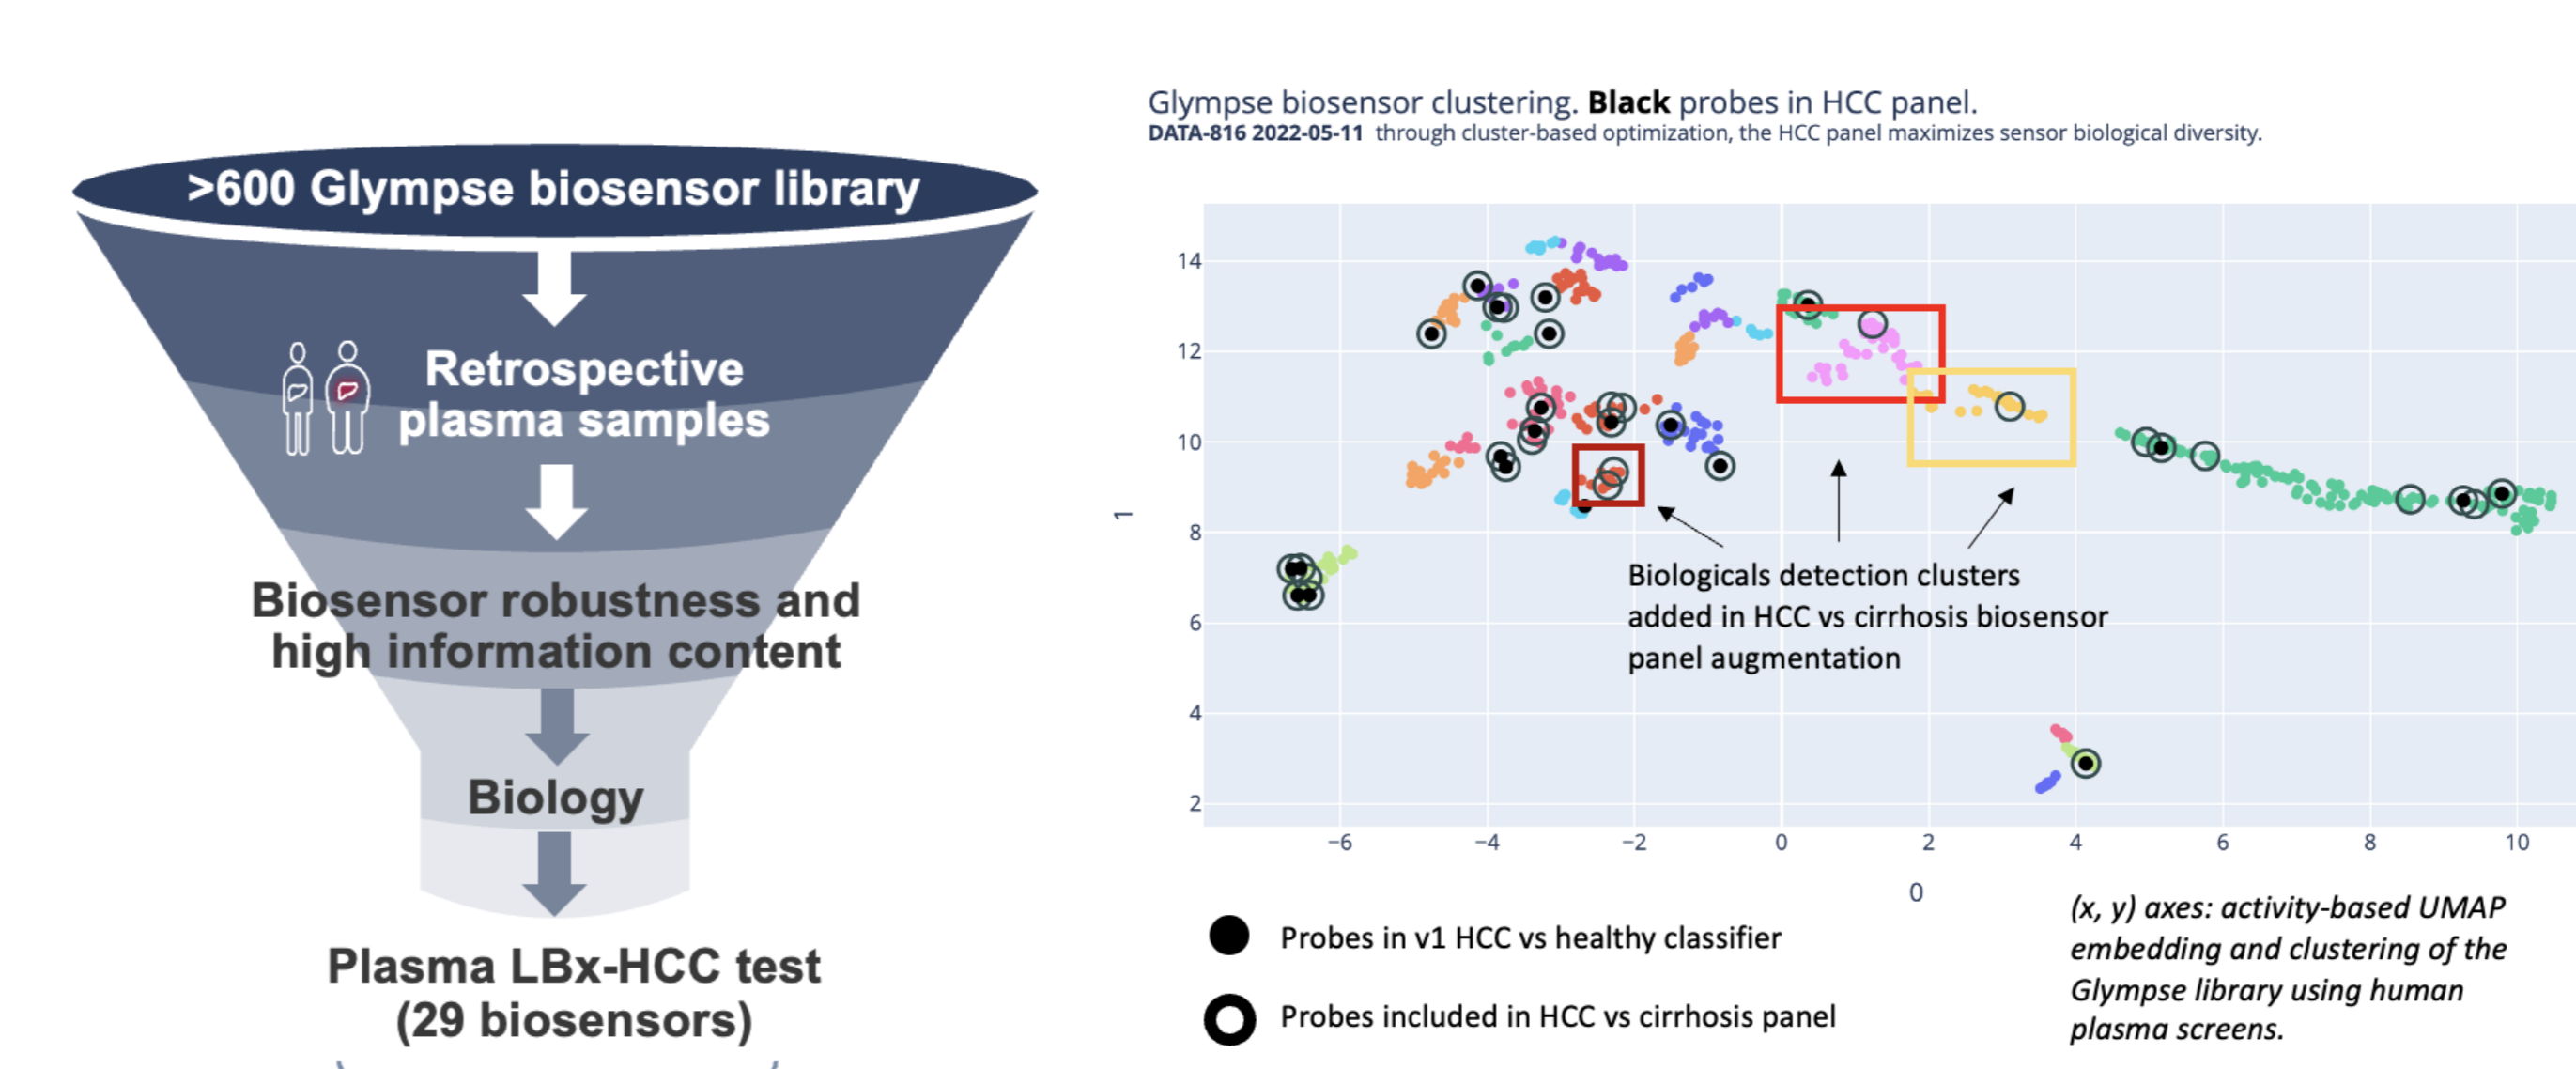 >600 Glympse biosensor library
Retrospective
plasma samples
Biosensor robustness and
high information content
Biology
Plasma LBx-HCC test
(29 biosensors)
Glympse biosensor clustering. Black probes in HCC panel.
DATA-816 2022-05-11 through cluster-based optimization, the HCC panel maximizes sensor biological diversity.
14
12
10
8
6
4
2
1
Biologicals detection clusters
added in HCC vs cirrhosis biosensor
panel augmentation
−6
−4
−2
0
2
4
6
8
10
0
Probes in v1 HCC vs healthy classifier
Probes included in HCC vs cirrhosis panel
(x, y) axes: activity-based UMAP
embedding and clustering of the
Glympse library using human
plasma screens.